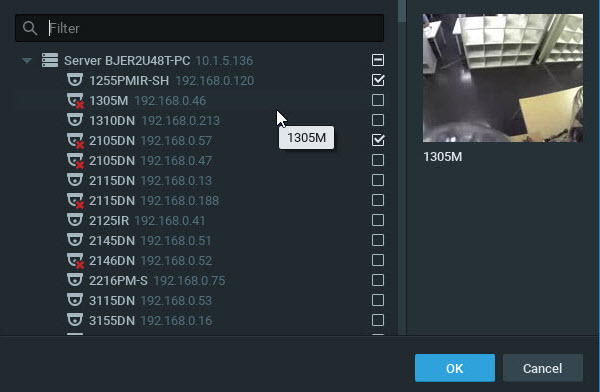 Filter
Server BJER2U48T-PC 10.1.5.136
1255PMIR-SH 192.168.0.120
1305M 192.168.0.46
1310DN 192.168.0.213
2105DN 192.168.0.57
1305M
2105DN 192.168.0.47
2115DN 192.168.0.13
2115DN 192.168.0.188
2125IR 192.168.0.41
2145DN 192.168.0.51
2146DN 192.168.0.52
2216PM-S 192.168.0.75
3115DN 192.168.0.53
3155DN 192.168.0.16
1305M
OK Cancel